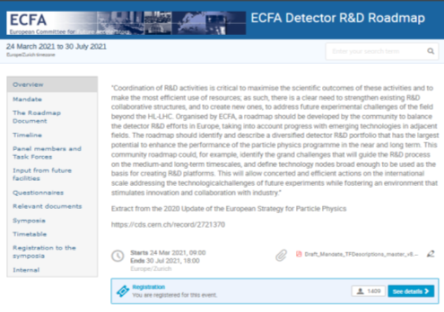 ECFA
European Committee for
ECFA Detector R&D Roadmap
24 March 2021 to 30 July 2021
Europe/Zurich timezone
Enter your search term
Overview
Mandate
The Roadmap
Document
Timeline
Panel members and
Task Forces
Input from future
facilities
Questionnaires
Relevant documents
Symposia
Timetable
Registration to the
symposia
Internal
"Coordination of R&D activities is critical to maximise the scientific outcomes of these activities and to
make the most efficient use of resources; as such, there is a clear need to strengthen existing R&D
collaborative structures, and to create new ones, to address future experimental challenges of the field
beyond the HL-LHC. Organised by ECFA, a roadmap should be developed by the community to balance
the detector R&D efforts in Europe, taking into account progress with emerging technologies in adjacent
fields. The roadmap should identify and describe a diversified detector R&D portfolio that has the largest
potential to enhance the performance of the particle physics programme in the near and long term. This
community roadmap could, for example, identify the grand challenges that will guide the R&D process
on the medium-and long-term timescales, and define technology nodes broad enough to be used as the
basis for creating R&D platforms. This will allow concerted and efficient actions on the international
scale addressing the technologicalchallenges of future experiments while fostering an environment that
stimulates innovation and collaboration with industry."
Extract from the 2020 Update of the European Strategy for Particle Physics
https://cds.cern.ch/record/2721370
Starts 24 Mar 2021, 09:00
Ends 30 Jul 2021, 18:00
Europe/Zurich
Draft_Mandate_TFDescriptions_master_v8...
Registration
You are registered for this event.
1409
See details